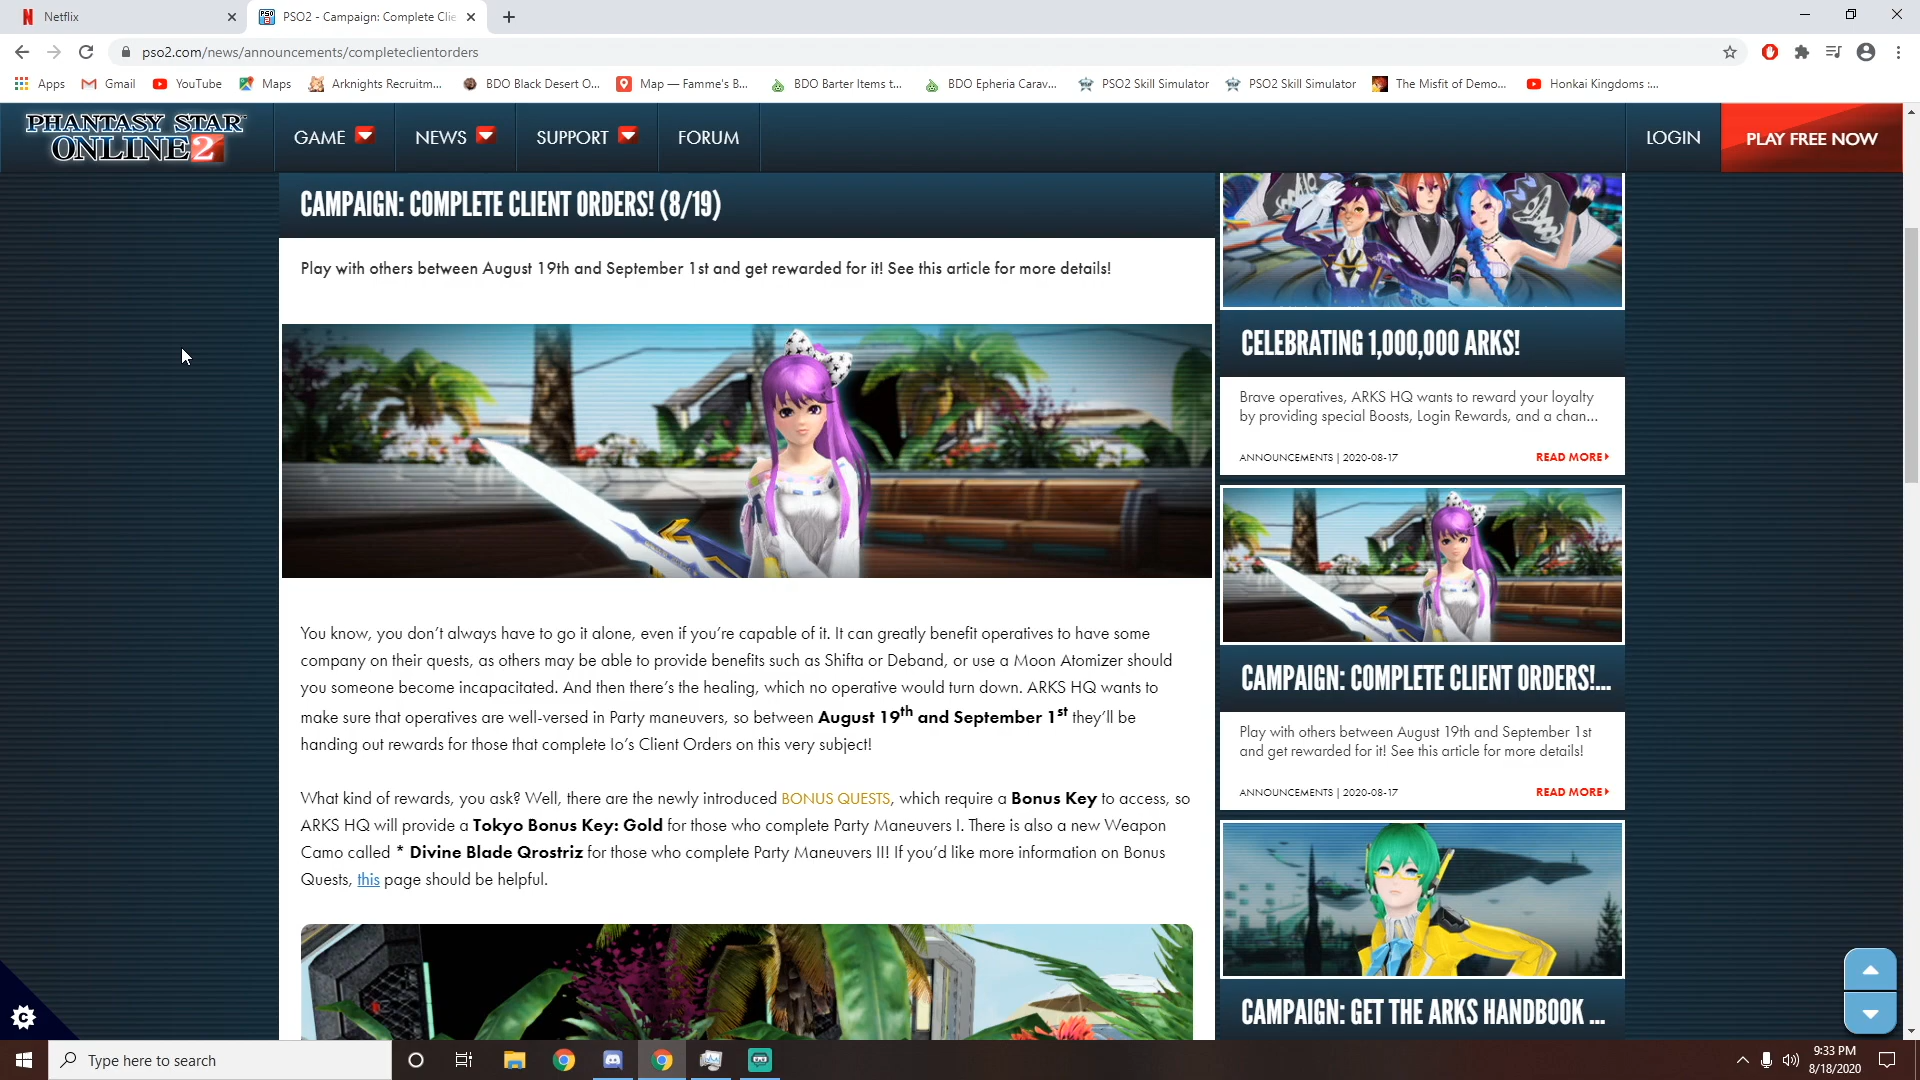 Netflix
PSO2 - Campaign: Complete Clie
pso2.com/news/announcements/completeclientorders
Apps
Gmail
YouTube
Maps
Arknights Recruitm...
BDO Black Desert O...
Map — Famme's B...
BDO Barter Items t...
BDO Epheria Carav...
PSO2 Skill Simulator
PSO2 Skill Simulator
The Misfit of Demo...
Honkai Kingdoms :...
PHANTASY STAR
ONLINE 2
GAME
NEWS
SUPPORT
FORUM
LOGIN
PLAY FREE NOW
CAMPAIGN: COMPLETE CLIENT ORDERS! (8/19)
Play with others between August 19th and September 1st and get rewarded for it! See this article for more details!
You know, you don't always have to go it alone, even if you're capable of it. It can greatly benefit operatives to have some
company on their quests, as others may be able to provide benefits such as Shifta or Deband, or use a Moon Atomizer should
you someone become incapacitated. And then there's the healing, which no operative would turn down. ARKS HQ wants to
make sure that operatives are well-versed in Party maneuvers, so between August 19th and September 1st they'll be
handing out rewards for those that complete Io's Client Orders on this very subject!
What kind of rewards, you ask? Well, there are the newly introduced BONUS QUESTS, which require a Bonus Key to access, so
ARKS HQ will provide a Tokyo Bonus Key: Gold for those who complete Party Maneuvers I. There is also a new Weapon
Camo called * Divine Blade Qrostriz for those who complete Party Maneuvers II! If you'd like more information on Bonus
Quests, this page should be helpful.
CELEBRATING 1,000,000 ARKS!
Brave operatives, ARKS HQ wants to reward your loyalty
by providing special Boosts, Login Rewards, and a chan...
ANNOUNCEMENTS | 2020-08-17
READ MORE
CAMPAIGN: COMPLETE CLIENT ORDERS!...
Play with others between August 19th and September 1st
and get rewarded for it! See this article for more details!
ANNOUNCEMENTS | 2020-08-17
READ MORE
CAMPAIGN: GET THE ARKS HANDBOOK ...
Type here to search
9:33 PM
8/18/2020